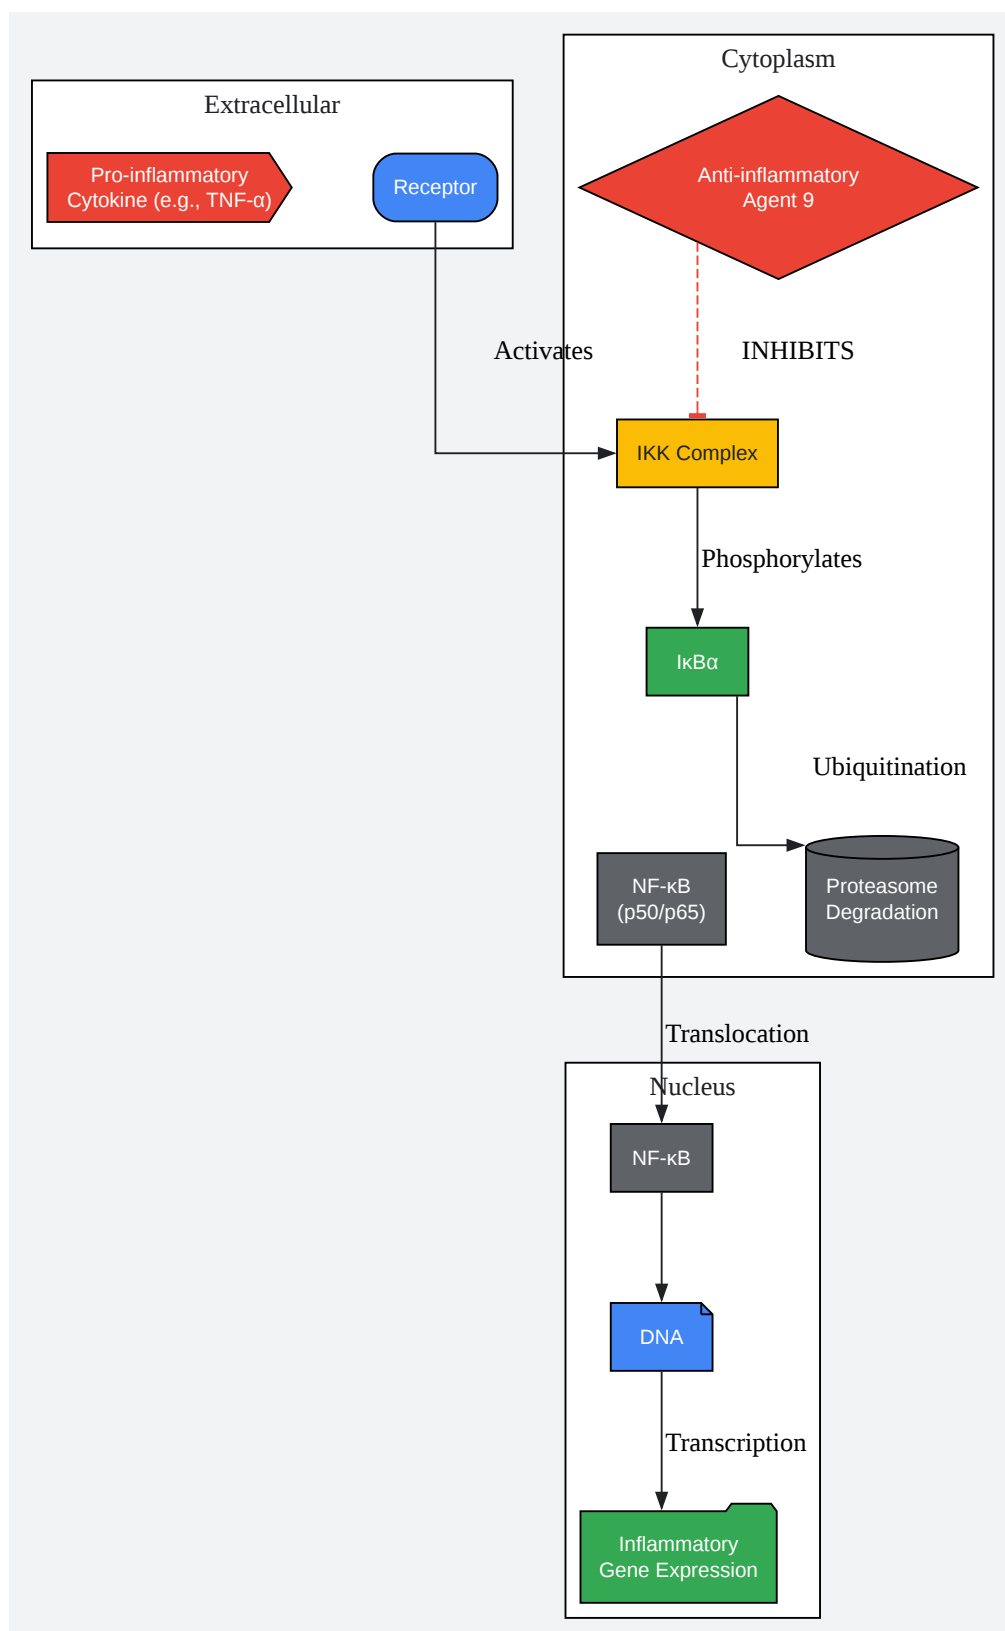 Cytoplasm
Extracellular
Pro-inflammatory
Cytokine (e.g., TNF-α)
Receptor
Anti-inflammatory
Agent 9
Activates
INHIBITS
IKK Complex
Phosphorylates
IκBα
Ubiquitination
NF-κB
(p50/p65)
Proteasome
Degradation
Translocation
Nucleus
NF-κB
DNA
Transcription
Inflammatory
Gene Expression